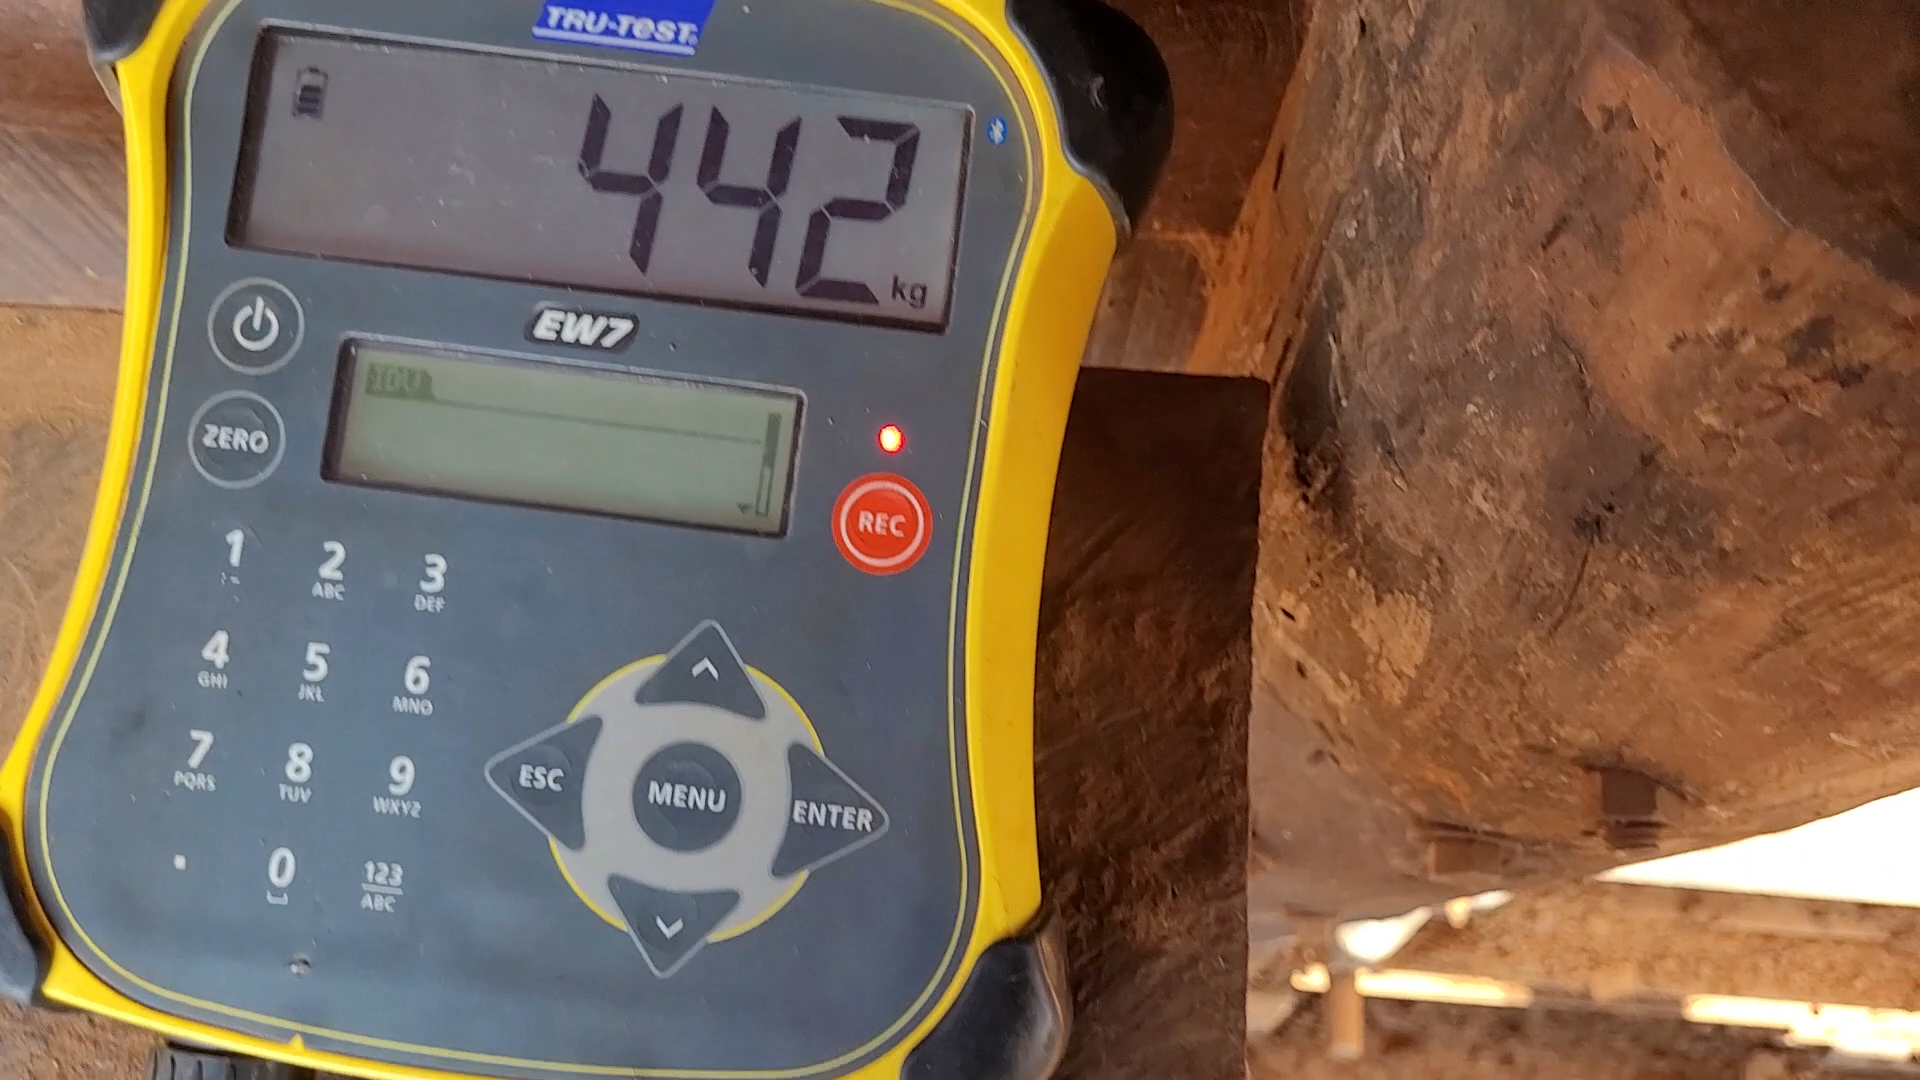 TRU-TEST
442 kg
EW7
ZERO
REC
1 2 3
ABC DEF
4 5 6
GHI JKL MNO
7 8 9
PQRS TUV WXYZ
. 0 123
ABC
ESC
MENU
ENTER